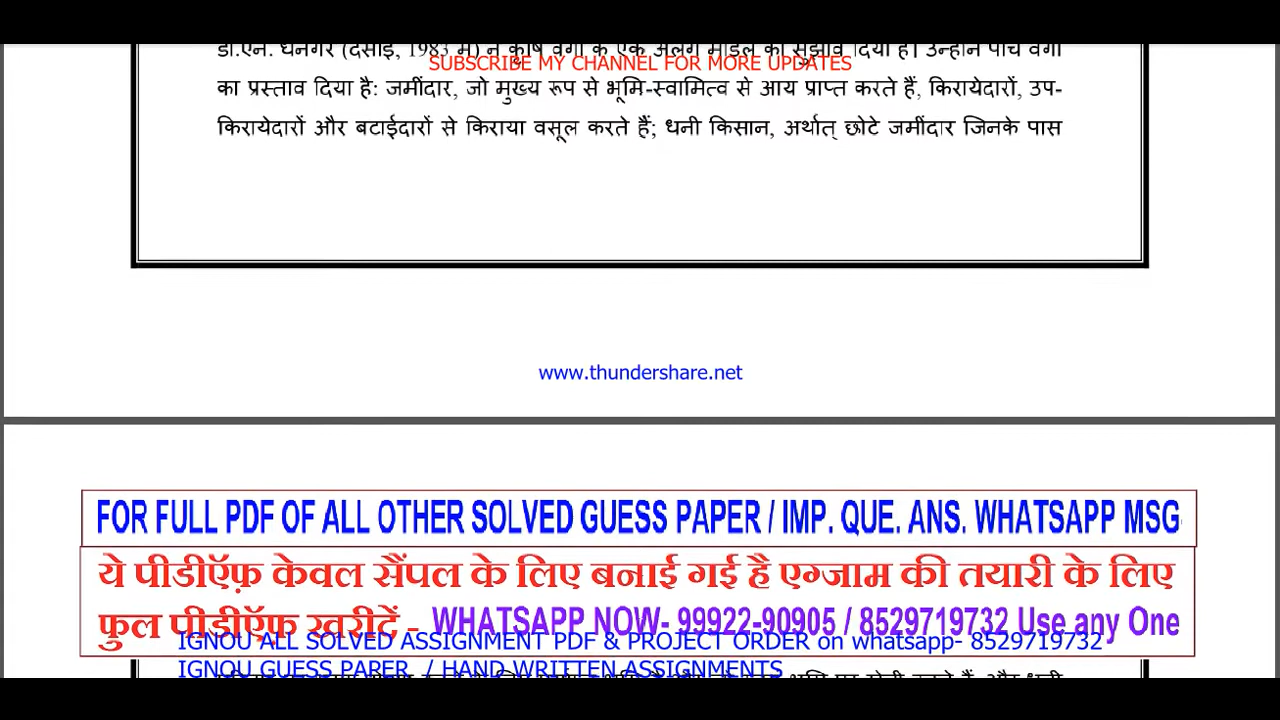 डी.एन. धनगर (देसाई, 1983 में) ने कृषि वर्गों के एक अलग मॉडल का सुझाव दिया है। उन्होंने पांच वर्गों
SUBSCRIBE MY CHANNEL FOR MORE UPDATES
का प्रस्ताव दिया है: जमींदार, जो मुख्य रूप से भूमि-स्वामित्व से आय प्राप्त करते हैं, किरायेदारों, उप-
किरायेदारों और बटाईदारों से किराया वसूल करते हैं; धनी किसान, अर्थात् छोटे जमींदार जिनके पास
www.thundershare.net
FOR FULL PDF OF ALL OTHER SOLVED GUESS PAPER / IMP. QUE. ANS. WHATSAPP MSG
ये पीडीऍफ़ केवल सैंपल के लिए बनाई गई है एग्जाम की तयारी के लिए
फुल पीडीऍफ़ खरीदें - WHATSAPP NOW- 99922-90905 / 8529719732 Use any One
IGNOU ALL SOLVED ASSIGNMENT PDF & PROJECT ORDER on whatsapp- 8529719732
IGNOU GUESS PAPER / HAND WRITTEN ASSIGNMENTS